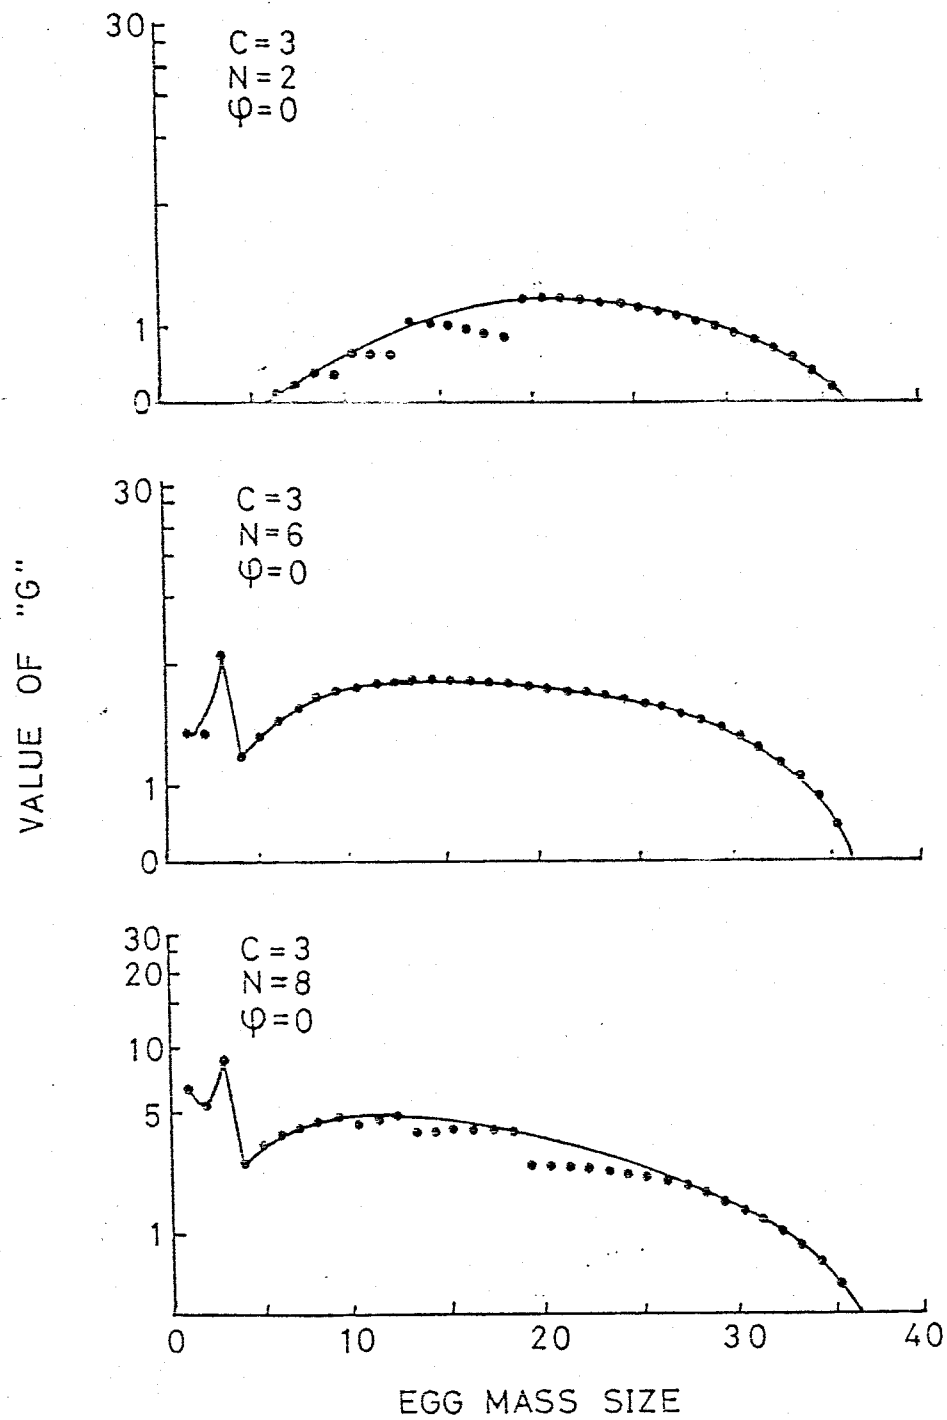 30
C=3
N=2
φ=0
1
0
30
C=3
N=6
φ=0
1
0
30
20
10
5
1
C=3
N=8
φ=0
0 10 20 30 40
EGG MASS SIZE
VALUE OF "G"